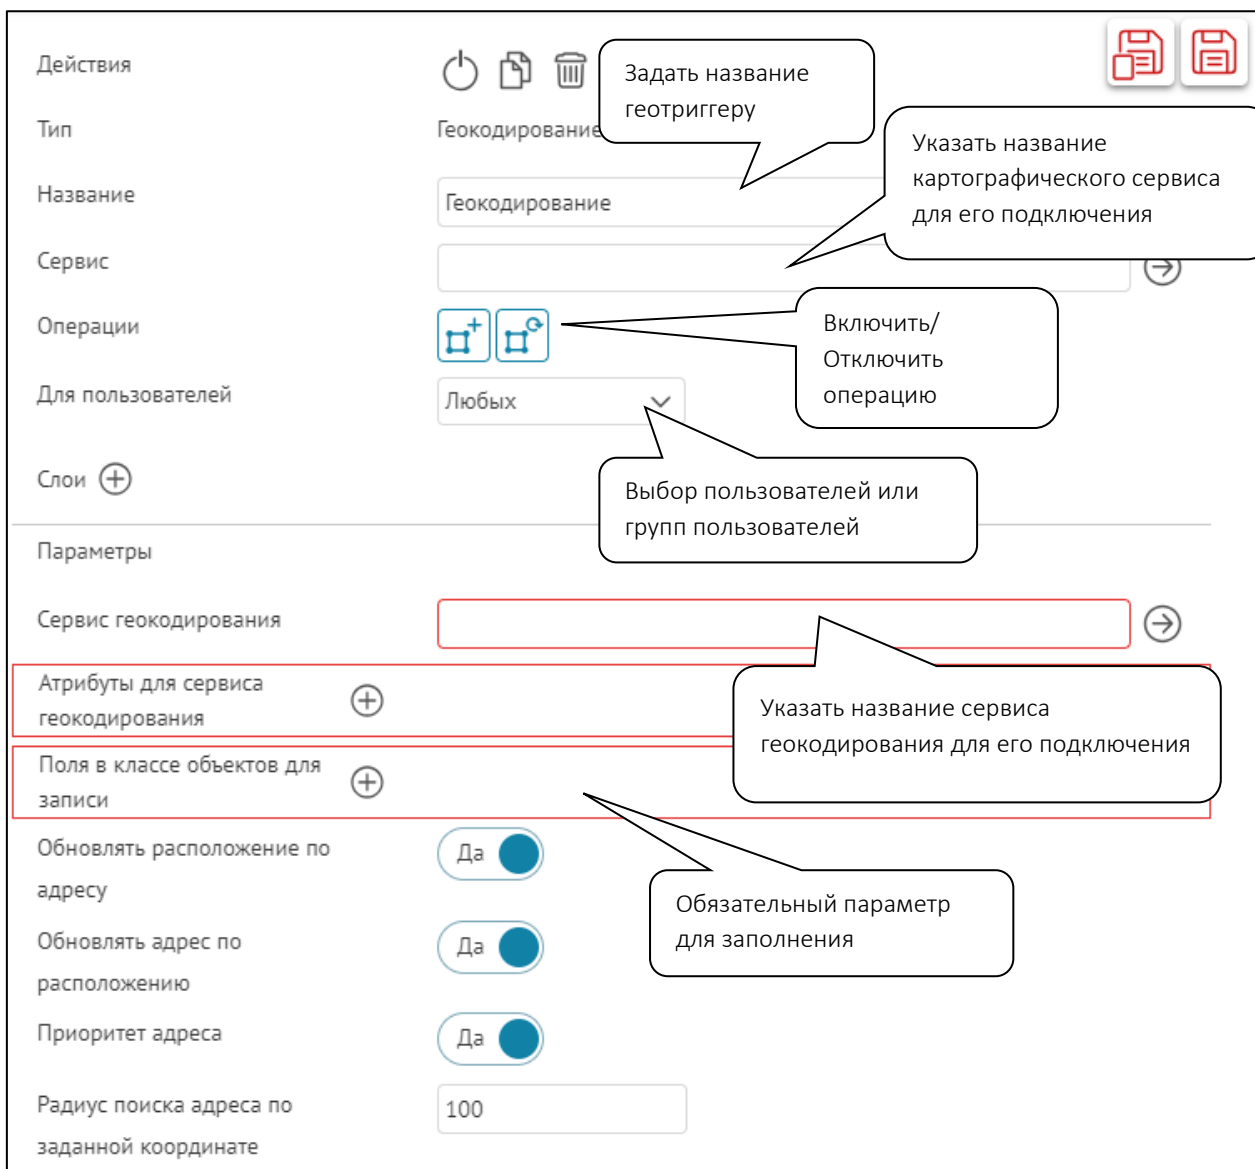 Действия
Задать название
геотриггеру
Тип
Геокодирование
Указать название
картографического сервиса
для его подключения
Название
Геокодирование
Сервис
Операции
Включить/
Отключить
операцию
Для пользователей
Любых
Слои
Выбор пользователей или
групп пользователей
Параметры
Сервис геокодирования
Атрибуты для сервиса
геокодирования
Указать название сервиса
геокодирования для его подключения
Поля в классе объектов для
записи
Обновлять расположение по
адресу
Да
Обязательный параметр
для заполнения
Обновлять адрес по
расположению
Да
Приоритет адреса
Да
Радиус поиска адреса по
заданной координате
100